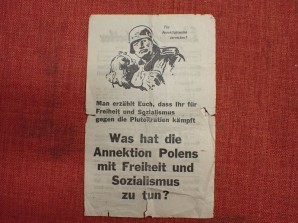 Man erzählt Euch, dass Ihr für
Freiheit und Sozialismus
gegen die Plutokratien kämpft
Was hat die
Annektion Polens
mit Freiheit und
Sozialismus
zu tun?